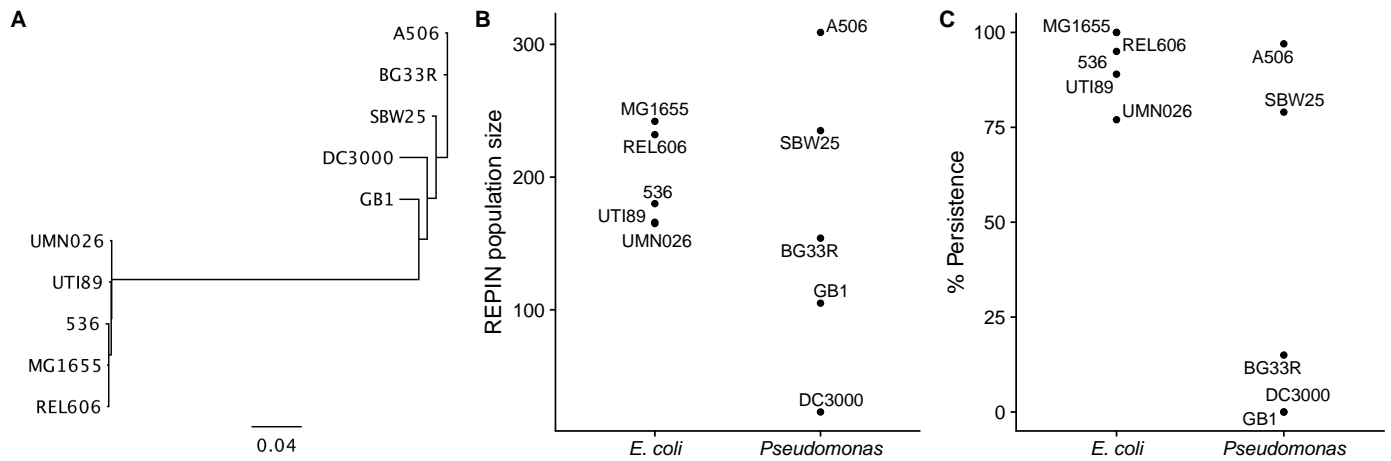 A
A506
BG33R
SBW25
DC3000
GB1
UMN026
UTI89
536
MG1655
REL606
0.04
B
REPIN population size
300
200
100
A506
MG1655
REL606
SBW25
536
UTI89
UMN026
BG33R
GB1
DC3000
E. coli
Pseudomonas
C
% Persistence
100
75
50
25
0
MG1655
REL606
536
UTI89
UMN026
A506
SBW25
BG33R
DC3000
GB1
E. coli
Pseudomonas